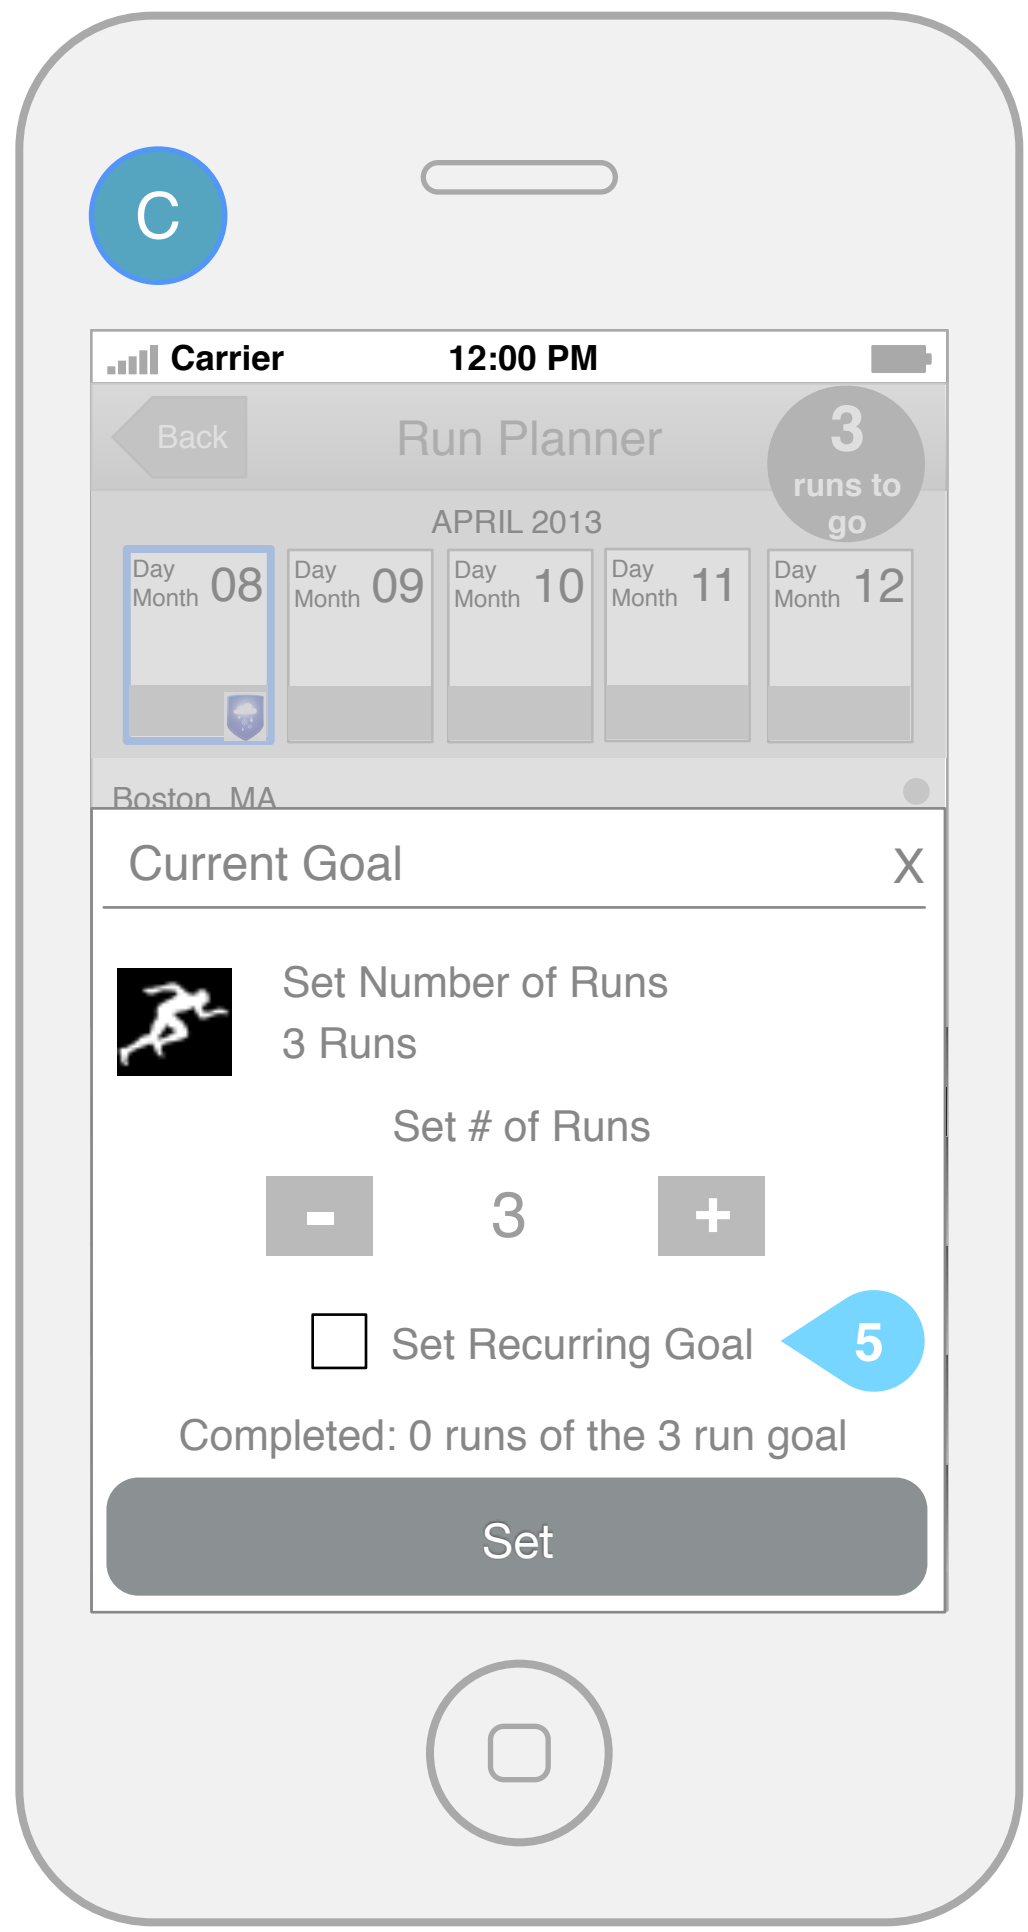 C
Carrier 12:00 PM
Back Run Planner 3
runs to
go
APRIL 2013
Day
Month 08
Day
Month 09
Day
Month 10
Day
Month 11
Day
Month 12
Boston MA
Current Goal X
Set Number of Runs
3 Runs
Set # of Runs
- 3 +
Set Recurring Goal 5
Completed: 0 runs of the 3 run goal
Set